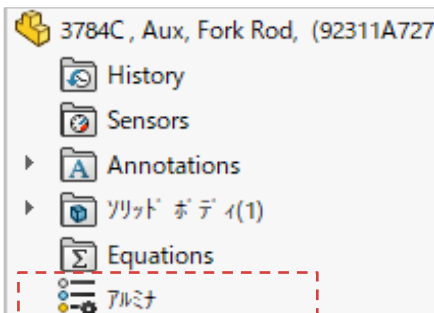 3784C , Aux, Fork Rod, (92311A727
History
Sensors
Annotations
ｿﾘｯﾄﾞ ﾎﾞﾃﾞｨ(1)
Equations
ｱﾙﾐﾅ